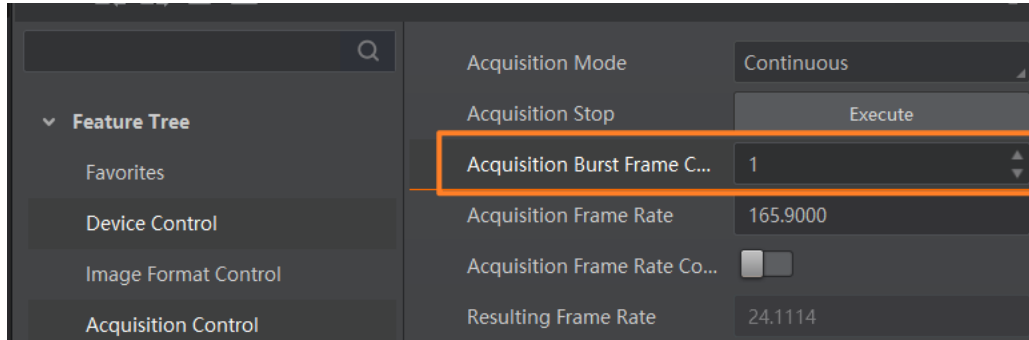 Acquisition Mode Continuous
Feature Tree Acquisition Stop Execute
Favorites Acquisition Burst Frame C... 1
Device Control Acquisition Frame Rate 165.9000
Image Format Control Acquisition Frame Rate Co...
Acquisition Control Resulting Frame Rate 24.1114